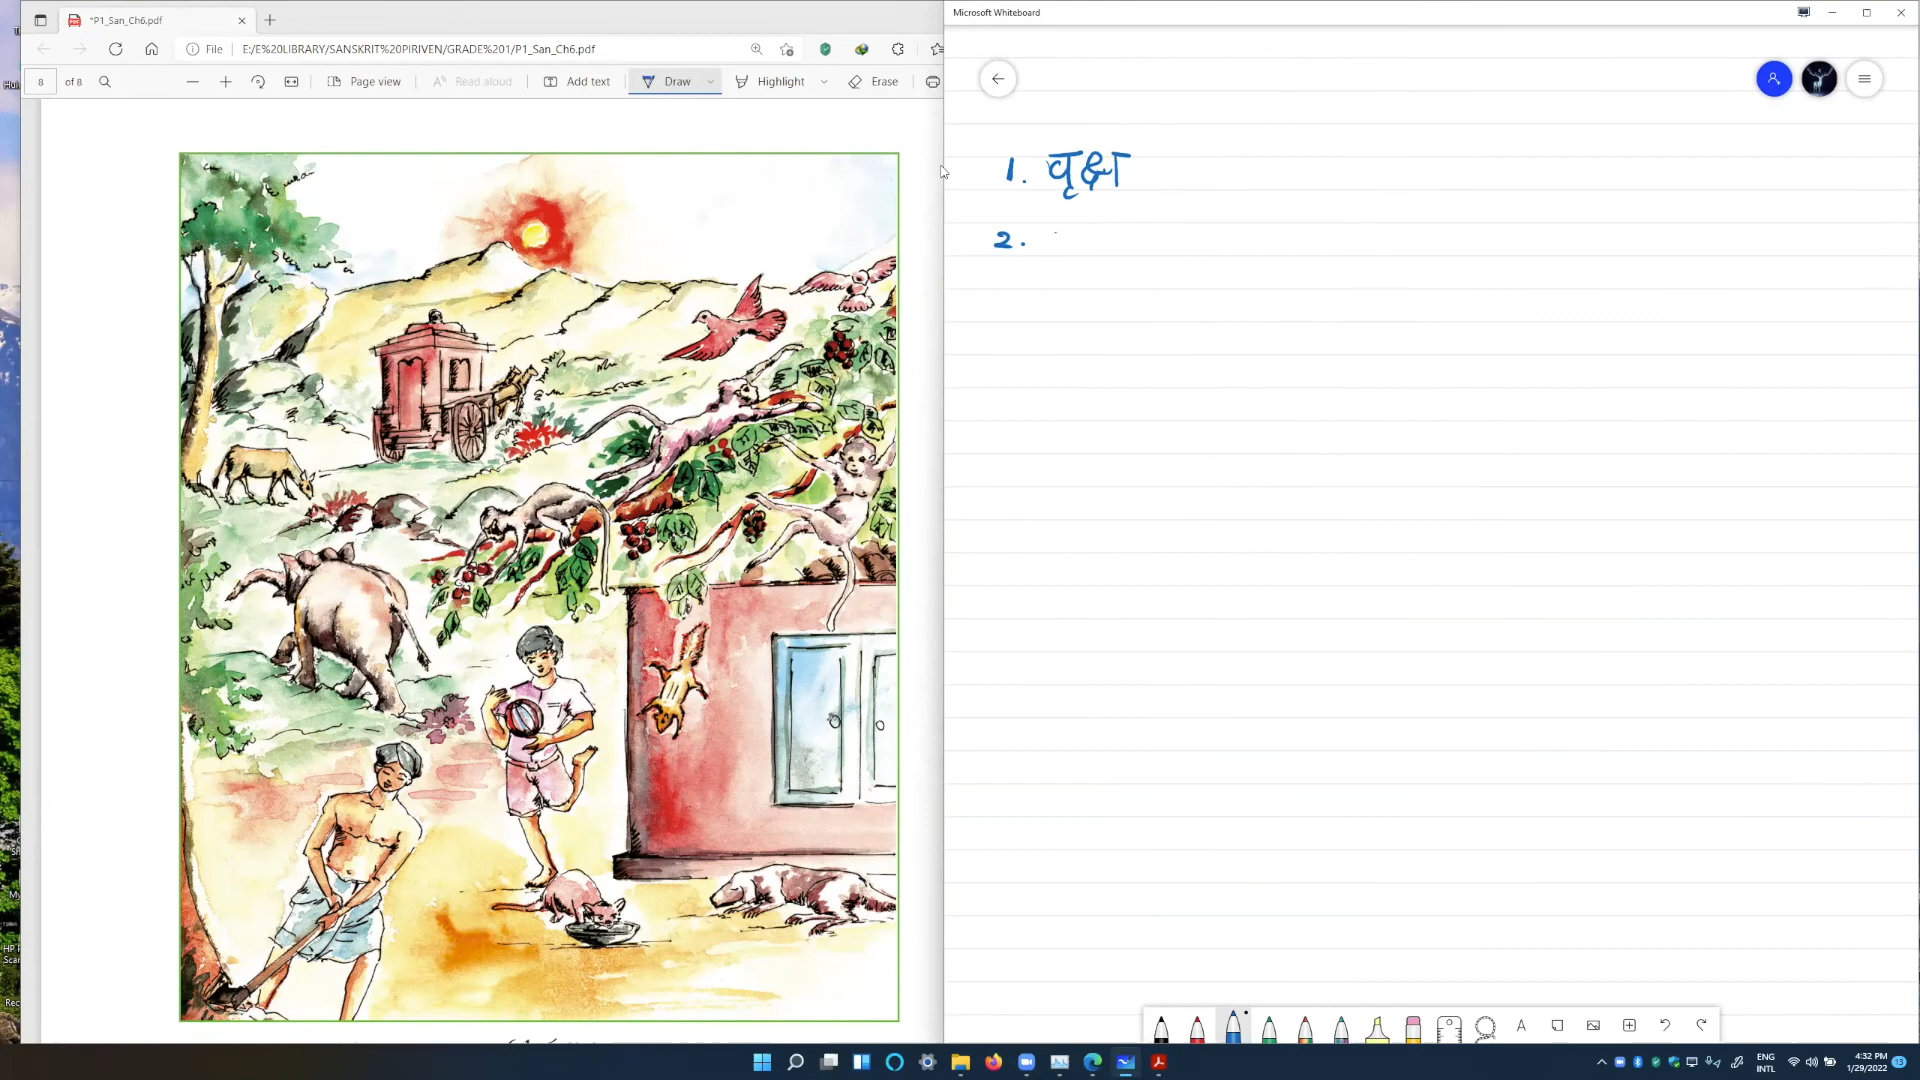 *P1_San_Ch6.pdf
File E:/E%20LIBRARY/SANSKRIT%20PIRIVEN/GRADE%201/P1_San_Ch6.pdf
8 of 8 Page view Read aloud Add text Draw Highlight Erase
Microsoft Whiteboard
1. वृक्ष
2.
ENG
INTL
4:32 PM
1/29/2022
13